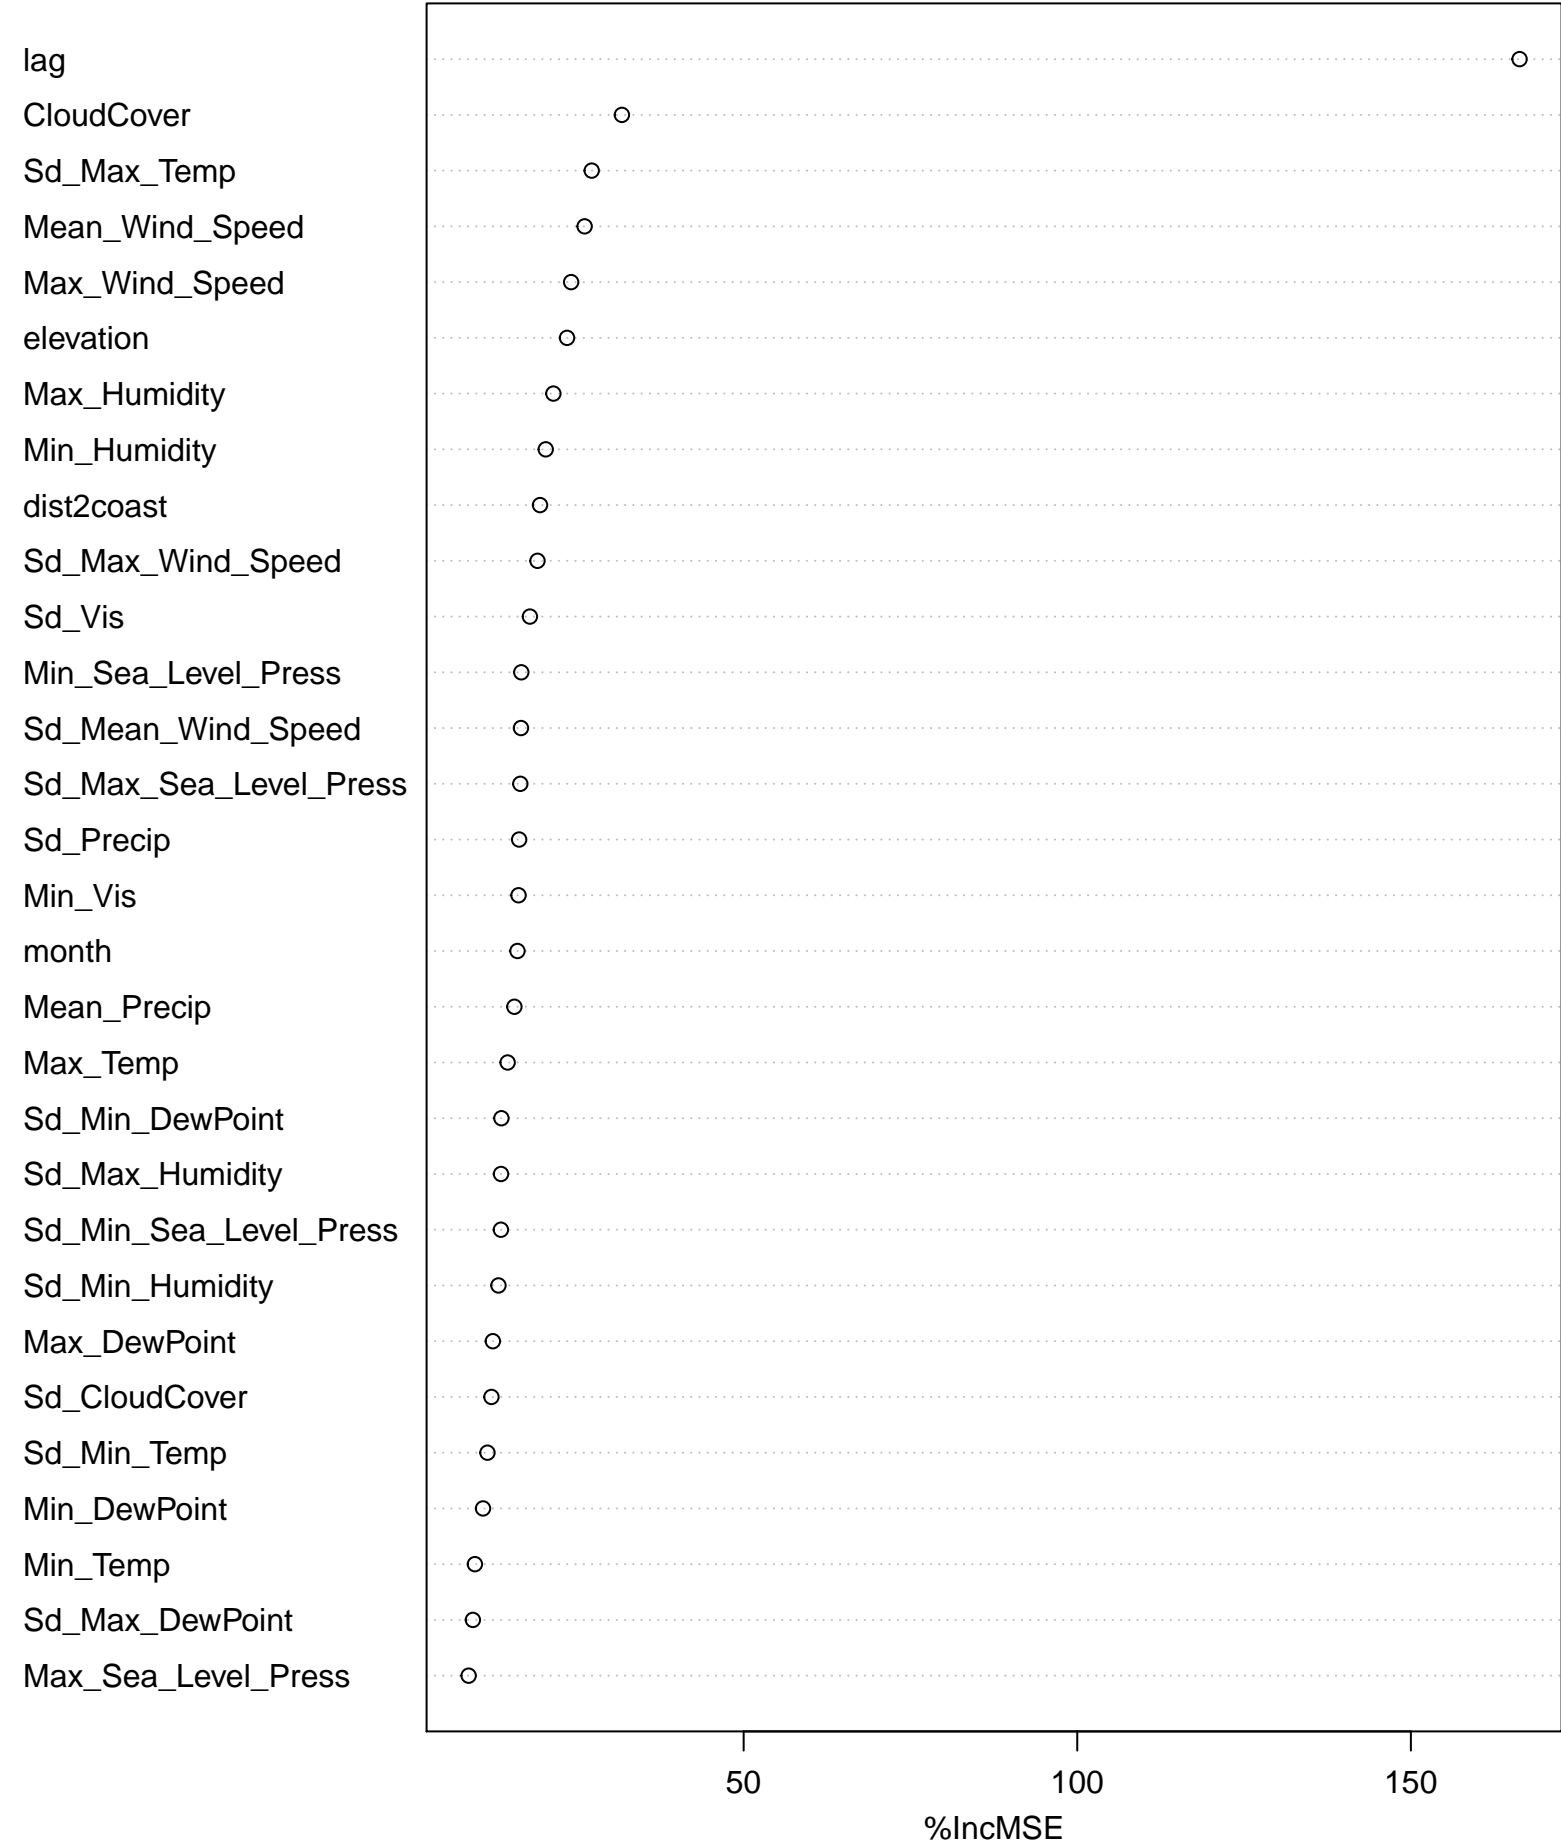 lag
CloudCover
Sd_Max_Temp
Mean_Wind_Speed
Max_Wind_Speed
elevation
Max_Humidity
Min_Humidity
dist2coast
Sd_Max_Wind_Speed
Sd_Vis
Min_Sea_Level_Press
Sd_Mean_Wind_Speed
Sd_Max_Sea_Level_Press
Sd_Precip
Min_Vis
month
Mean_Precip
Max_Temp
Sd_Min_DewPoint
Sd_Max_Humidity
Sd_Min_Sea_Level_Press
Sd_Min_Humidity
Max_DewPoint
Sd_CloudCover
Sd_Min_Temp
Min_DewPoint
Min_Temp
Sd_Max_DewPoint
Max_Sea_Level_Press
50 100 150
%IncMSE